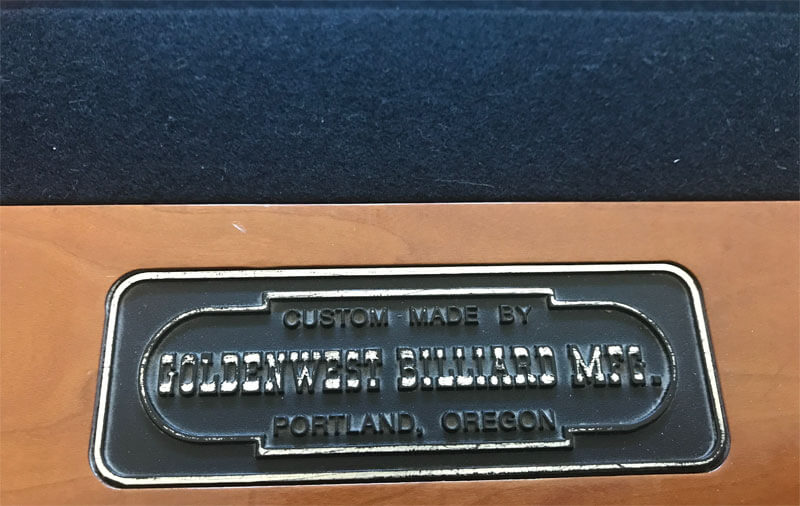 CUSTOM MADE BY
GOLDENWEST BILLIARD MFG.
PORTLAND, OREGON